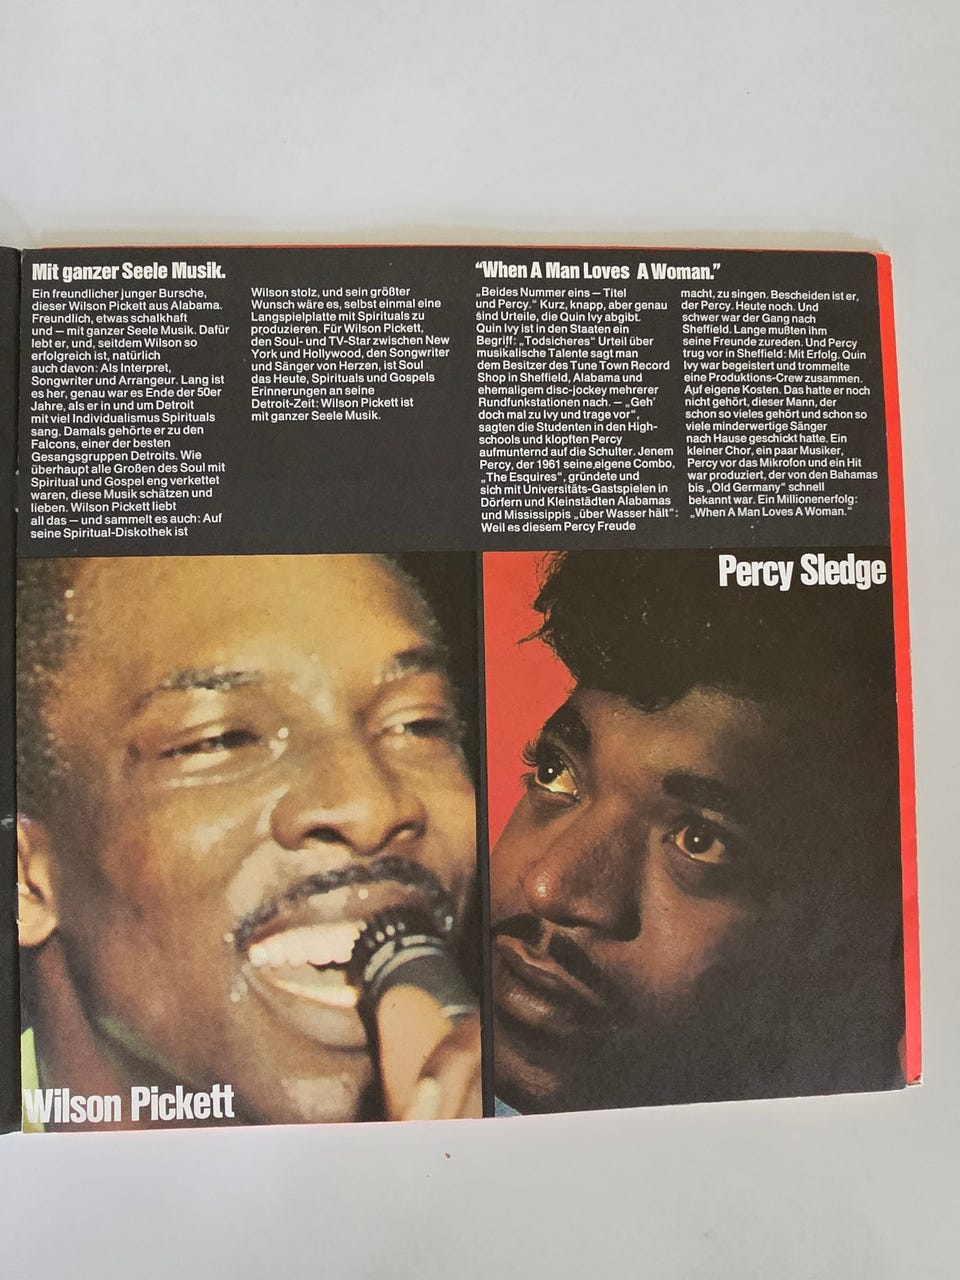 Mit ganzer Seele Musik.
Ein freundlicher junger Bursche,
dieser Wilson Pickett aus Alabama.
Freundlich, etwas schalkhaft
und — mit ganzer Seele Musik. Dafür
lebt er, und, seitdem Wilson so
erfolgreich ist, natürlich
auch davon: Als Interpret,
Songwriter und Arrangeur. Lang ist
es her, genau war es Ende der 50er
Jahre, als er in und um Detroit
mit viel Individualismus Spirituals
sang. Damals gehörte er zu den
Falcons, einer der besten
Gesangsgruppen Detroits. Wie
überhaupt alle Großen des Soul mit
Spiritual und Gospel eng verkettet
waren, diese Musik schätzen und
lieben. Wilson Pickett liebt
all das — und sammelt es auch: Auf
seine Spiritual-Diskothek ist
Wilson stolz, und sein größter
Wunsch wäre es, selbst einmal eine
Langspielplatte mit Spirituals zu
produzieren. Für Wilson Pickett,
den Soul- und TV-Star zwischen New
York und Hollywood, den Songwriter
und Sänger von Herzen, ist Soul
das Heute, Spirituals und Gospels
Erinnerungen an seine
Detroit-Zeit: Wilson Pickett ist
mit ganzer Seele Musik.
“When A Man Loves A Woman.”
„Beides Nummer eins — Titel
und Percy.“ Kurz, knapp, aber genau
sind Urteile, die Quin Ivy abgibt.
Quin Ivy ist in den Staaten ein
Begriff: „Todsicheres“ Urteil über
musikalische Talente sagt man
dem Besitzer des Tune Town Record
Shop in Sheffield, Alabama und
ehemaligem disc-jockey mehrerer
Rundfunkstationen nach. — „Geh’
doch mal zu Ivy und trage vor“,
sagten die Studenten in den High-
schools und klopften Percy
aufmunternd auf die Schulter. Jenem
Percy, der 1961 seine eigene Combo,
„The Esquires“, gründete und
sich mit Universitäts-Gastspielen in
Dörfern und Kleinstädten Alabamas
und Mississippis „über Wasser hält“:
Weil es diesem Percy Freude
macht, zu singen. Bescheiden ist er,
der Percy. Heute noch. Und
schwer war der Gang nach
Sheffield. Lange mußten ihm
seine Freunde zureden. Und Percy
trug vor in Sheffield: Mit Erfolg. Quin
Ivy war begeistert und trommelte
eine Produktions-Crew zusammen.
Auf eigene Kosten. Das hatte er noch
nicht gehört, dieser Mann, der
schon so vieles gehört und schon so
viele minderwertige Sänger
nach Hause geschickt hatte. Ein
kleiner Chor, ein paar Musiker,
Percy vor das Mikrofon und ein Hit
war produziert, der von den Bahamas
bis „Old Germany“ schnell
bekannt war. Ein Millionenerfolg:
„When A Man Loves A Woman.“
Percy Sledge
Wilson Pickett